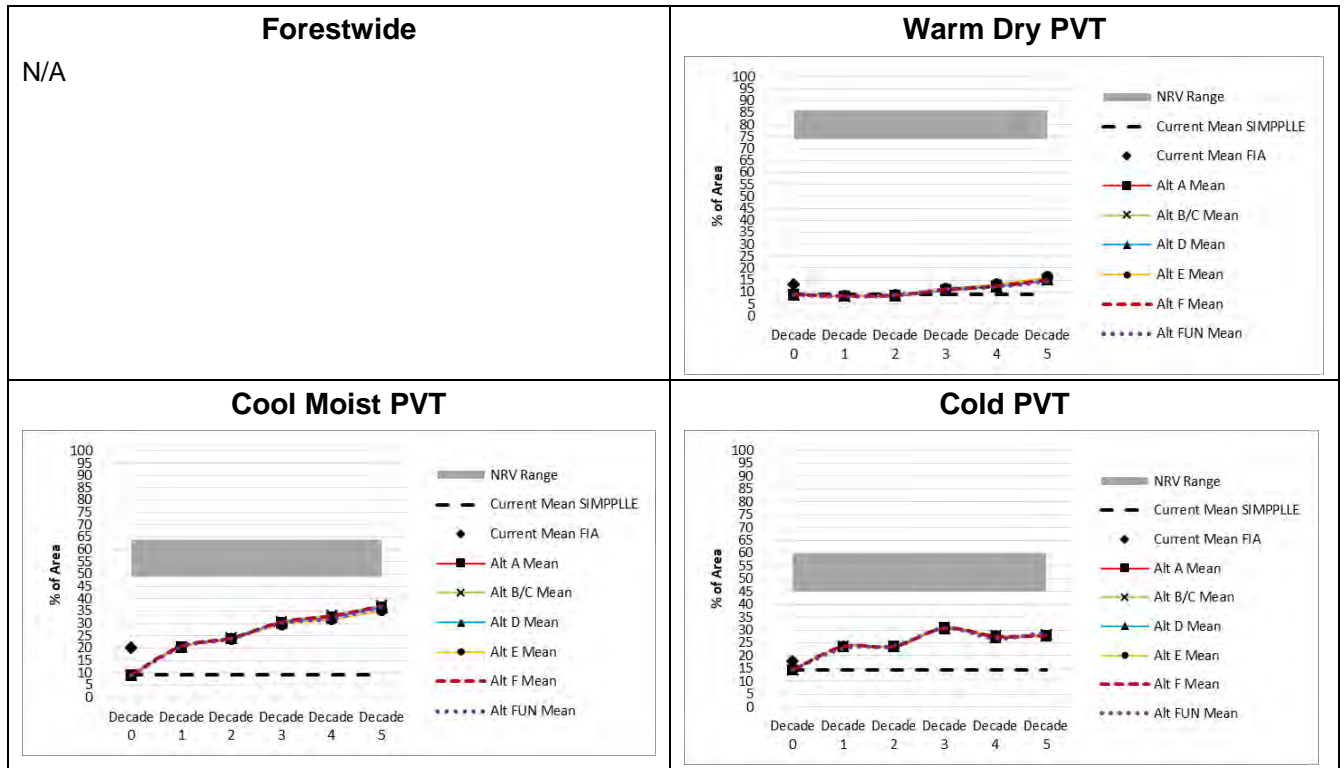 Forestwide
N/A
Warm Dry PVT
100
95
90
85
80
75
70
65
60
55
50
45
40
35
30
25
20
15
10
5
0
% of Area
Decade Decade Decade Decade Decade Decade
0 1 2 3 4 5
NRV Range
Current Mean SIMPPLLE
Current Mean FIA
Alt A Mean
Alt B/C Mean
Alt D Mean
Alt E Mean
Alt F Mean
Alt FUN Mean
Cool Moist PVT
100
95
90
85
80
75
70
65
60
55
50
45
40
35
30
25
20
15
10
5
0
% of Area
Decade Decade Decade Decade Decade Decade
0 1 2 3 4 5
NRV Range
Current Mean SIMPPLLE
Current Mean FIA
Alt A Mean
Alt B/C Mean
Alt D Mean
Alt E Mean
Alt F Mean
Alt FUN Mean
Cold PVT
100
95
90
85
80
75
70
65
60
55
50
45
40
35
30
25
20
15
10
5
0
% of Area
Decade Decade Decade Decade Decade Decade
0 1 2 3 4 5
NRV Range
Current Mean SIMPPLLE
Current Mean FIA
Alt A Mean
Alt B/C Mean
Alt D Mean
Alt E Mean
Alt F Mean
Alt FUN Mean